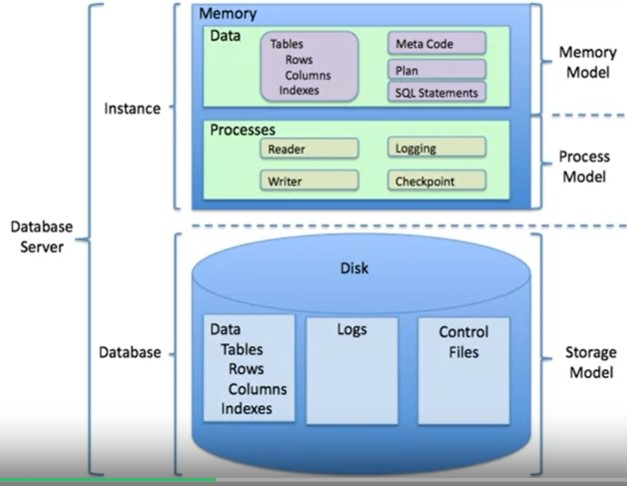 Memory
Data
Tables
Rows
Columns
Indexes
Meta Code
Plan
SQL Statements
Processes
Reader
Logging
Writer
Checkpoint
Instance
Memory
Model
Process
Model
Database
Server
Disk
Data
Tables
Rows
Columns
Indexes
Logs
Control
Files
Database
Storage
Model